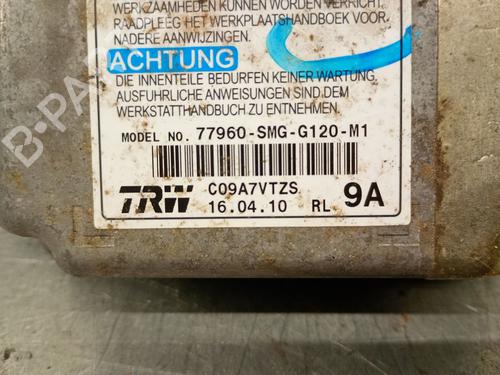 WERKZAAMHEDEN KUNNEN WORDEN VERRICHT.
RAADPLEEG HET WERKPLAATSHANDBOEK VOOR
NADERE AANWIJZINGEN.
ACHTUNG
DIE INNENTEILE BEDURFEN KEINER WARTUNG.
AUSFUHRLICHE ANWEISUNGEN SIND DEM
WERKSTATTHANDBUCH ZU ENTNEHMEN.
MODEL NO. 77960-SMG-G120-M1
TRW C09A7VTZS
16.04.10 RL 9A
B-PARTS